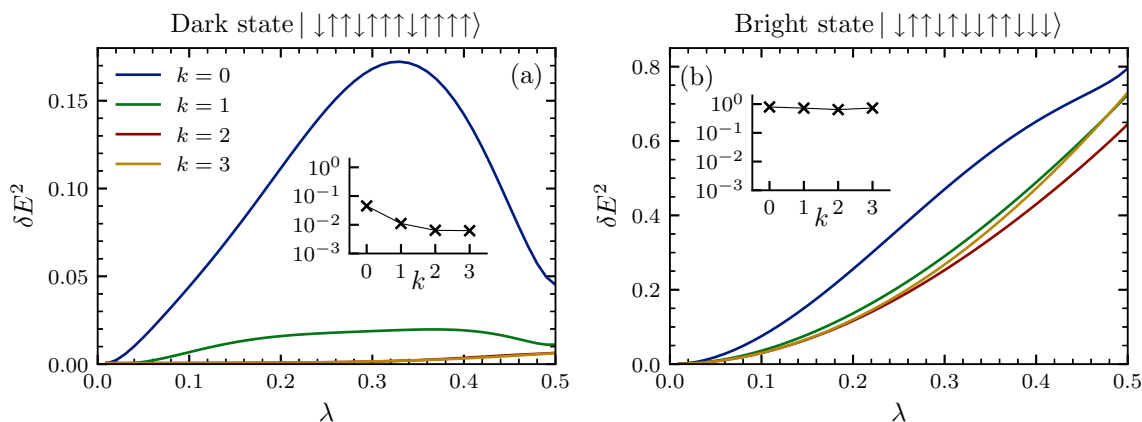 Dark state| ↓↑↑↓↑↑↑↓↑↑↑↑⟩
(a)
k = 0
k = 1
k = 2
k = 3
δE²
0.15
0.10
0.05
0.00
0.0 0.1 0.2 0.3 0.4 0.5
λ
10⁰
10⁻¹
10⁻²
10⁻³
0 1 2 3
k
Bright state| ↓↑↑↓↑↓↓↑↑↓↓↓⟩
(b)
δE²
0.8
0.6
0.4
0.2
0.0
0.0 0.1 0.2 0.3 0.4 0.5
λ
10⁰
10⁻¹
10⁻²
10⁻³
0 1 2 3
k